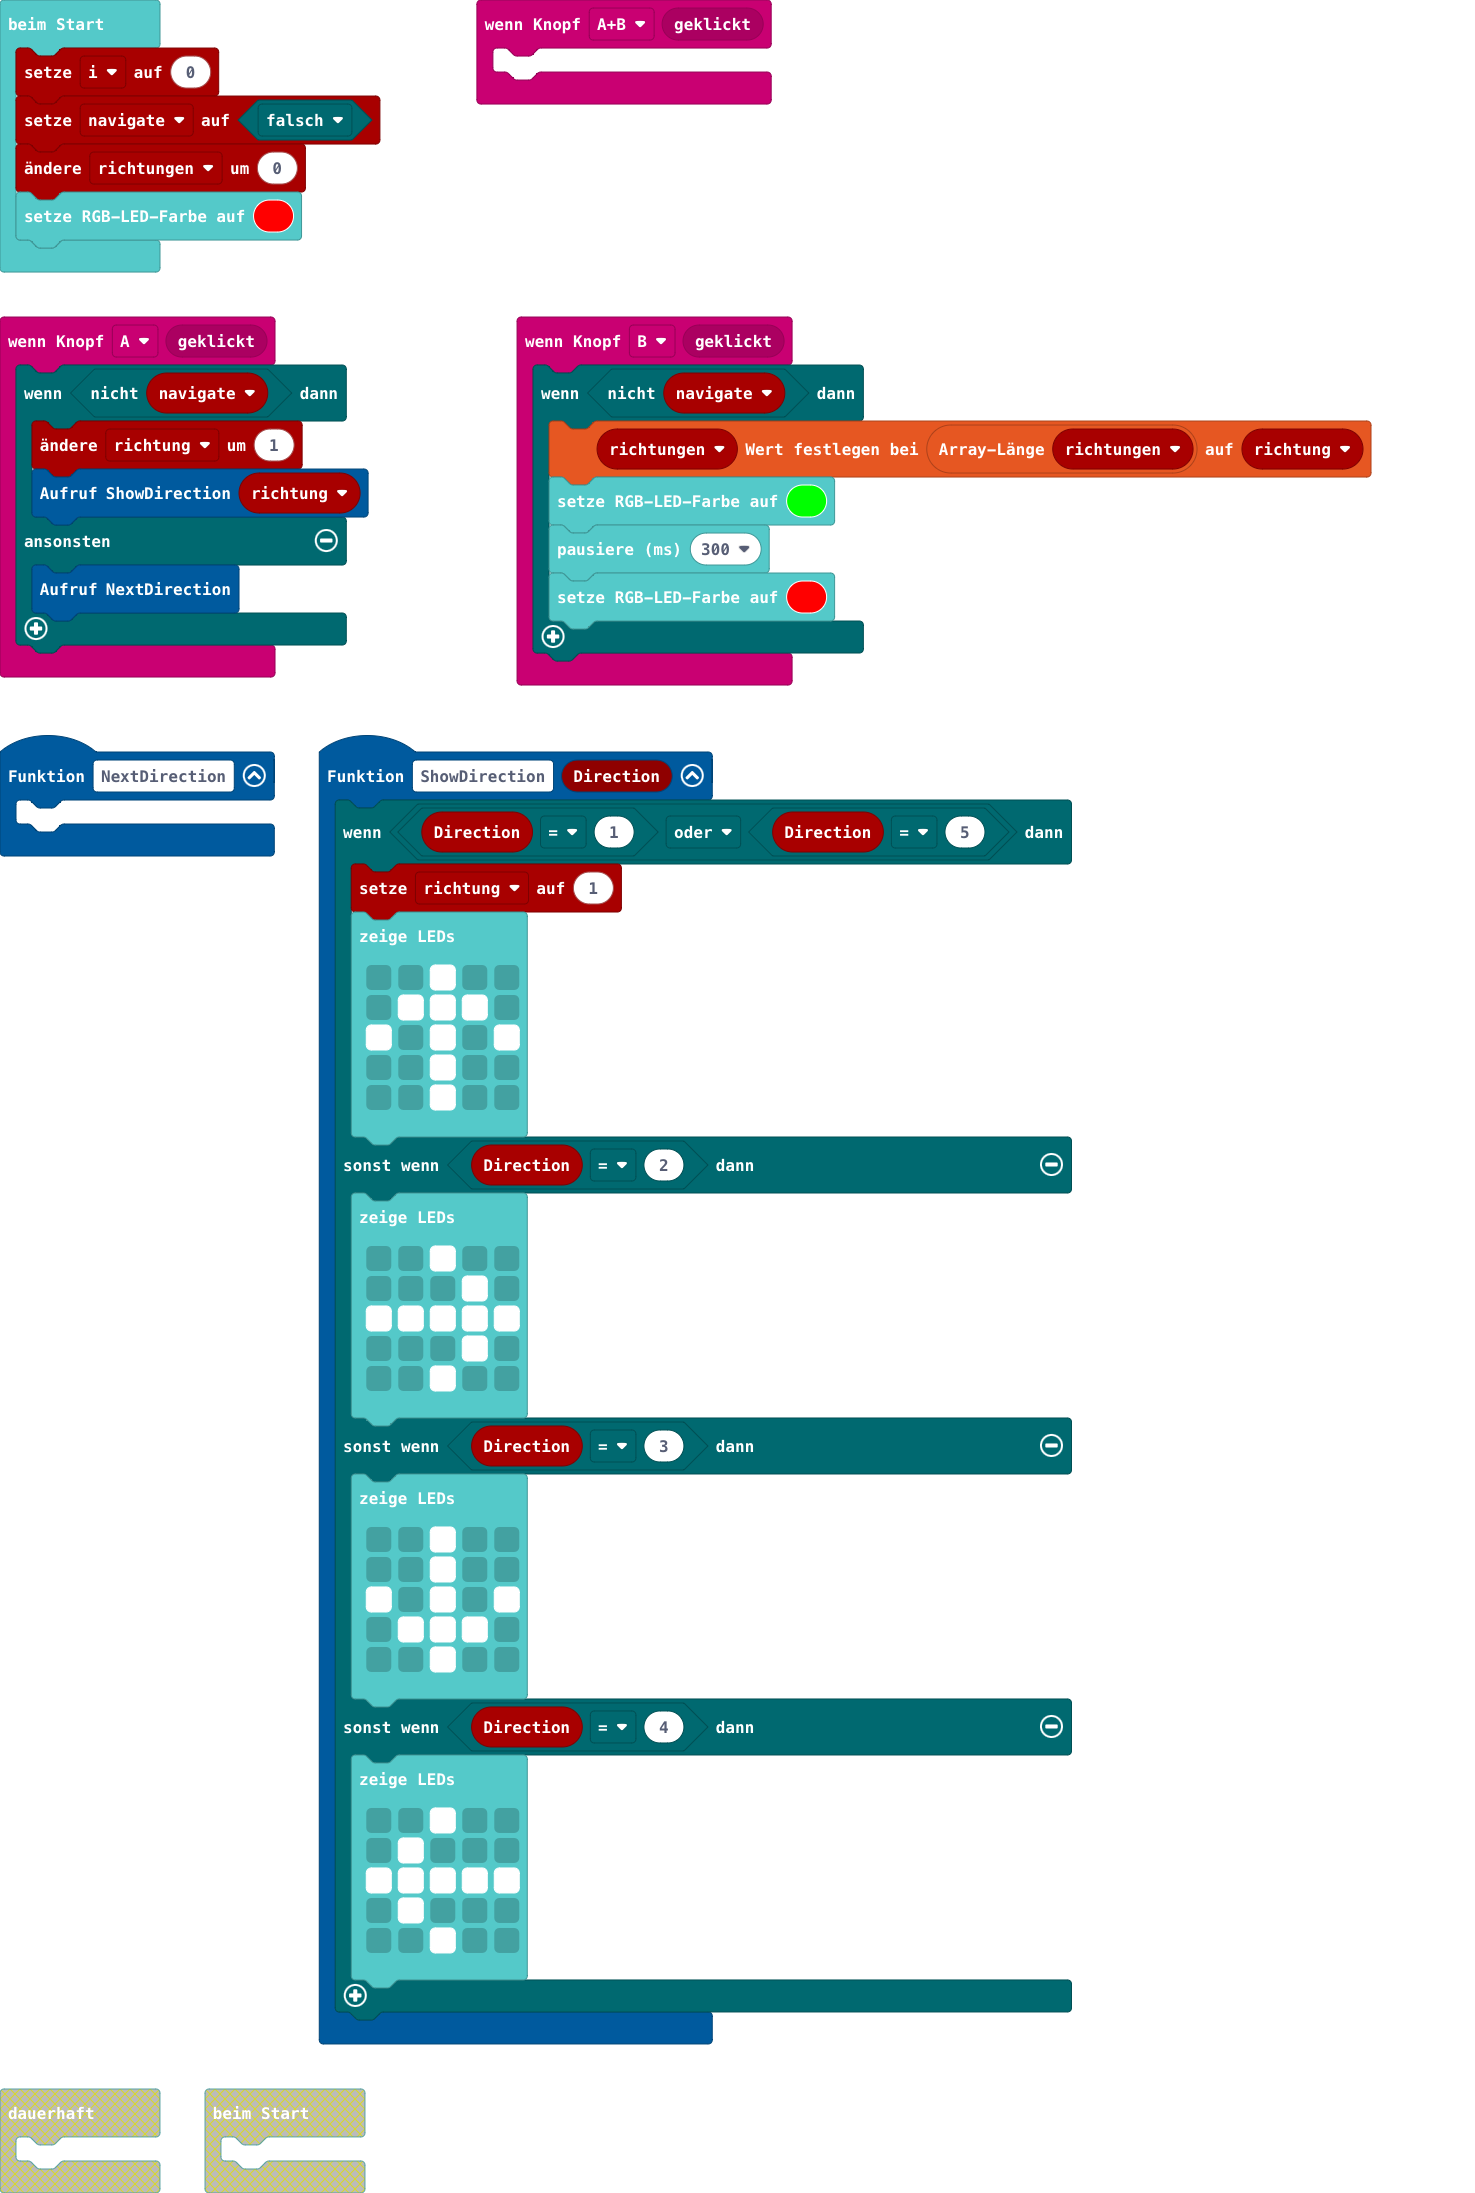 beim Start
setze i auf 0
setze navigate auf falsch
ändere richtungen um 0
setze RGB-LED-Farbe auf
wenn Knopf A+B geklickt
wenn Knopf A geklickt
wenn nicht navigate dann
ändere richtung um 1
Aufruf ShowDirection richtung
ansonsten
Aufruf NextDirection
wenn Knopf B geklickt
wenn nicht navigate dann
richtungen Wert festlegen bei Array-Länge richtungen auf richtung
setze RGB-LED-Farbe auf
pausiere (ms) 300
setze RGB-LED-Farbe auf
Funktion NextDirection
Funktion ShowDirection Direction
wenn Direction = 1 oder Direction = 5 dann
setze richtung auf 1
zeige LEDs
sonst wenn Direction = 2 dann
zeige LEDs
sonst wenn Direction = 3 dann
zeige LEDs
sonst wenn Direction = 4 dann
zeige LEDs
dauerhaft
beim Start